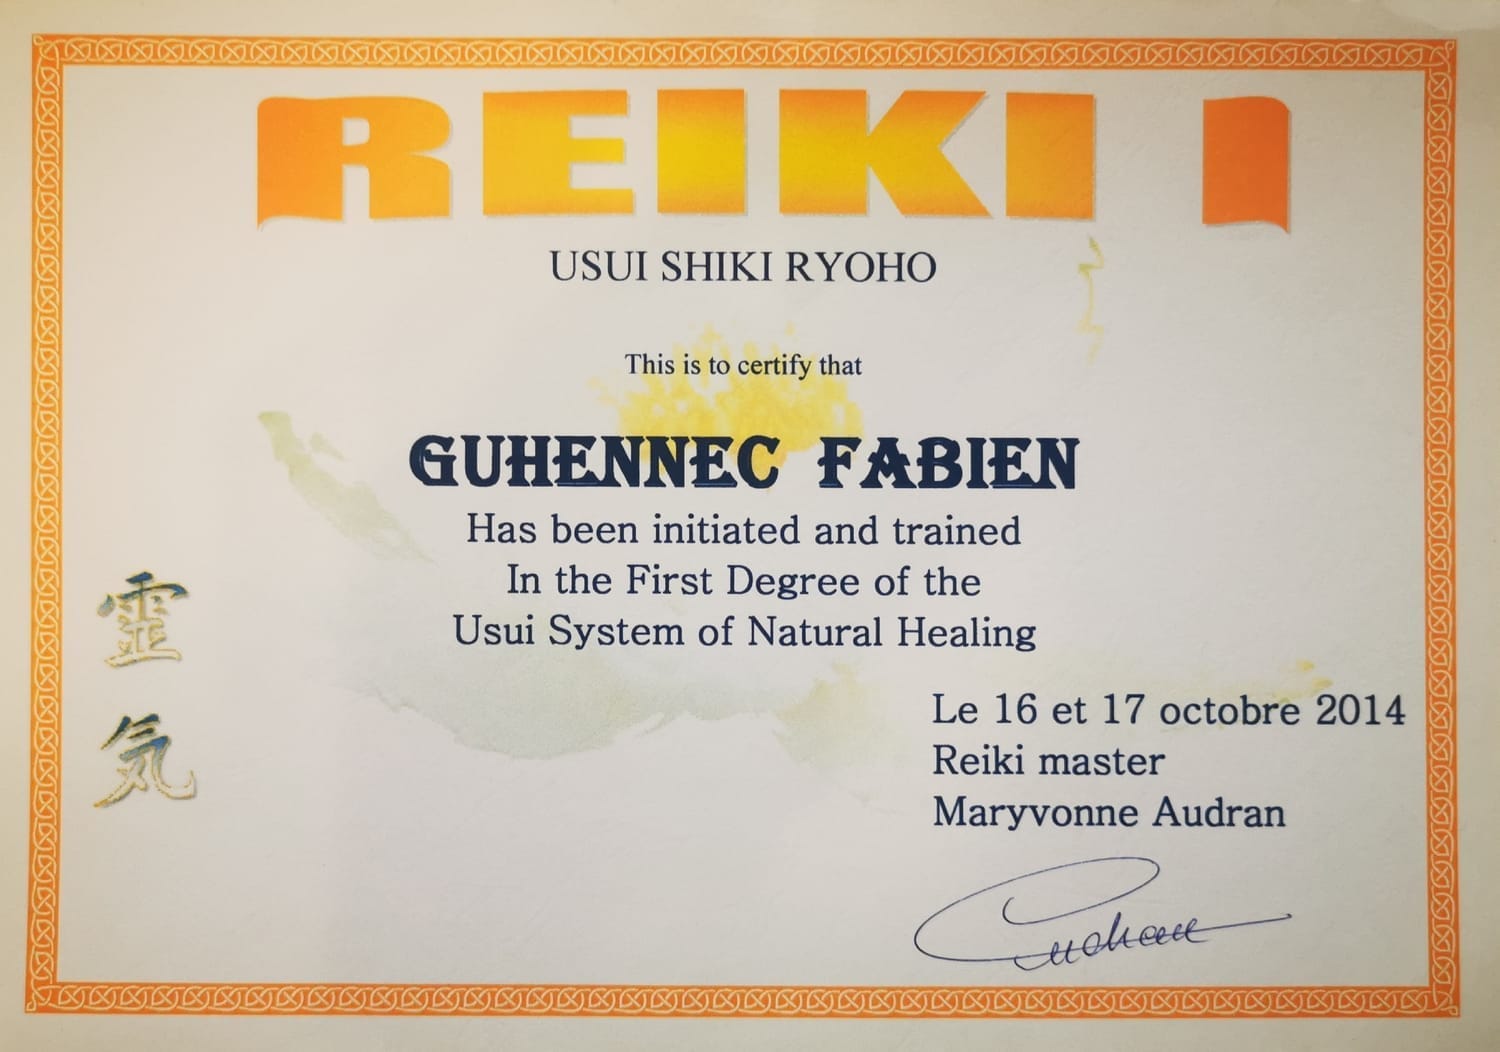 REIKI I
USUI SHIKI RYOHO
This is to certify that
GUHENNEC FABIEN
Has been initiated and trained
In the First Degree of the
Usui System of Natural Healing
靈
気
Le 16 et 17 octobre 2014
Reiki master
Maryvonne Audran